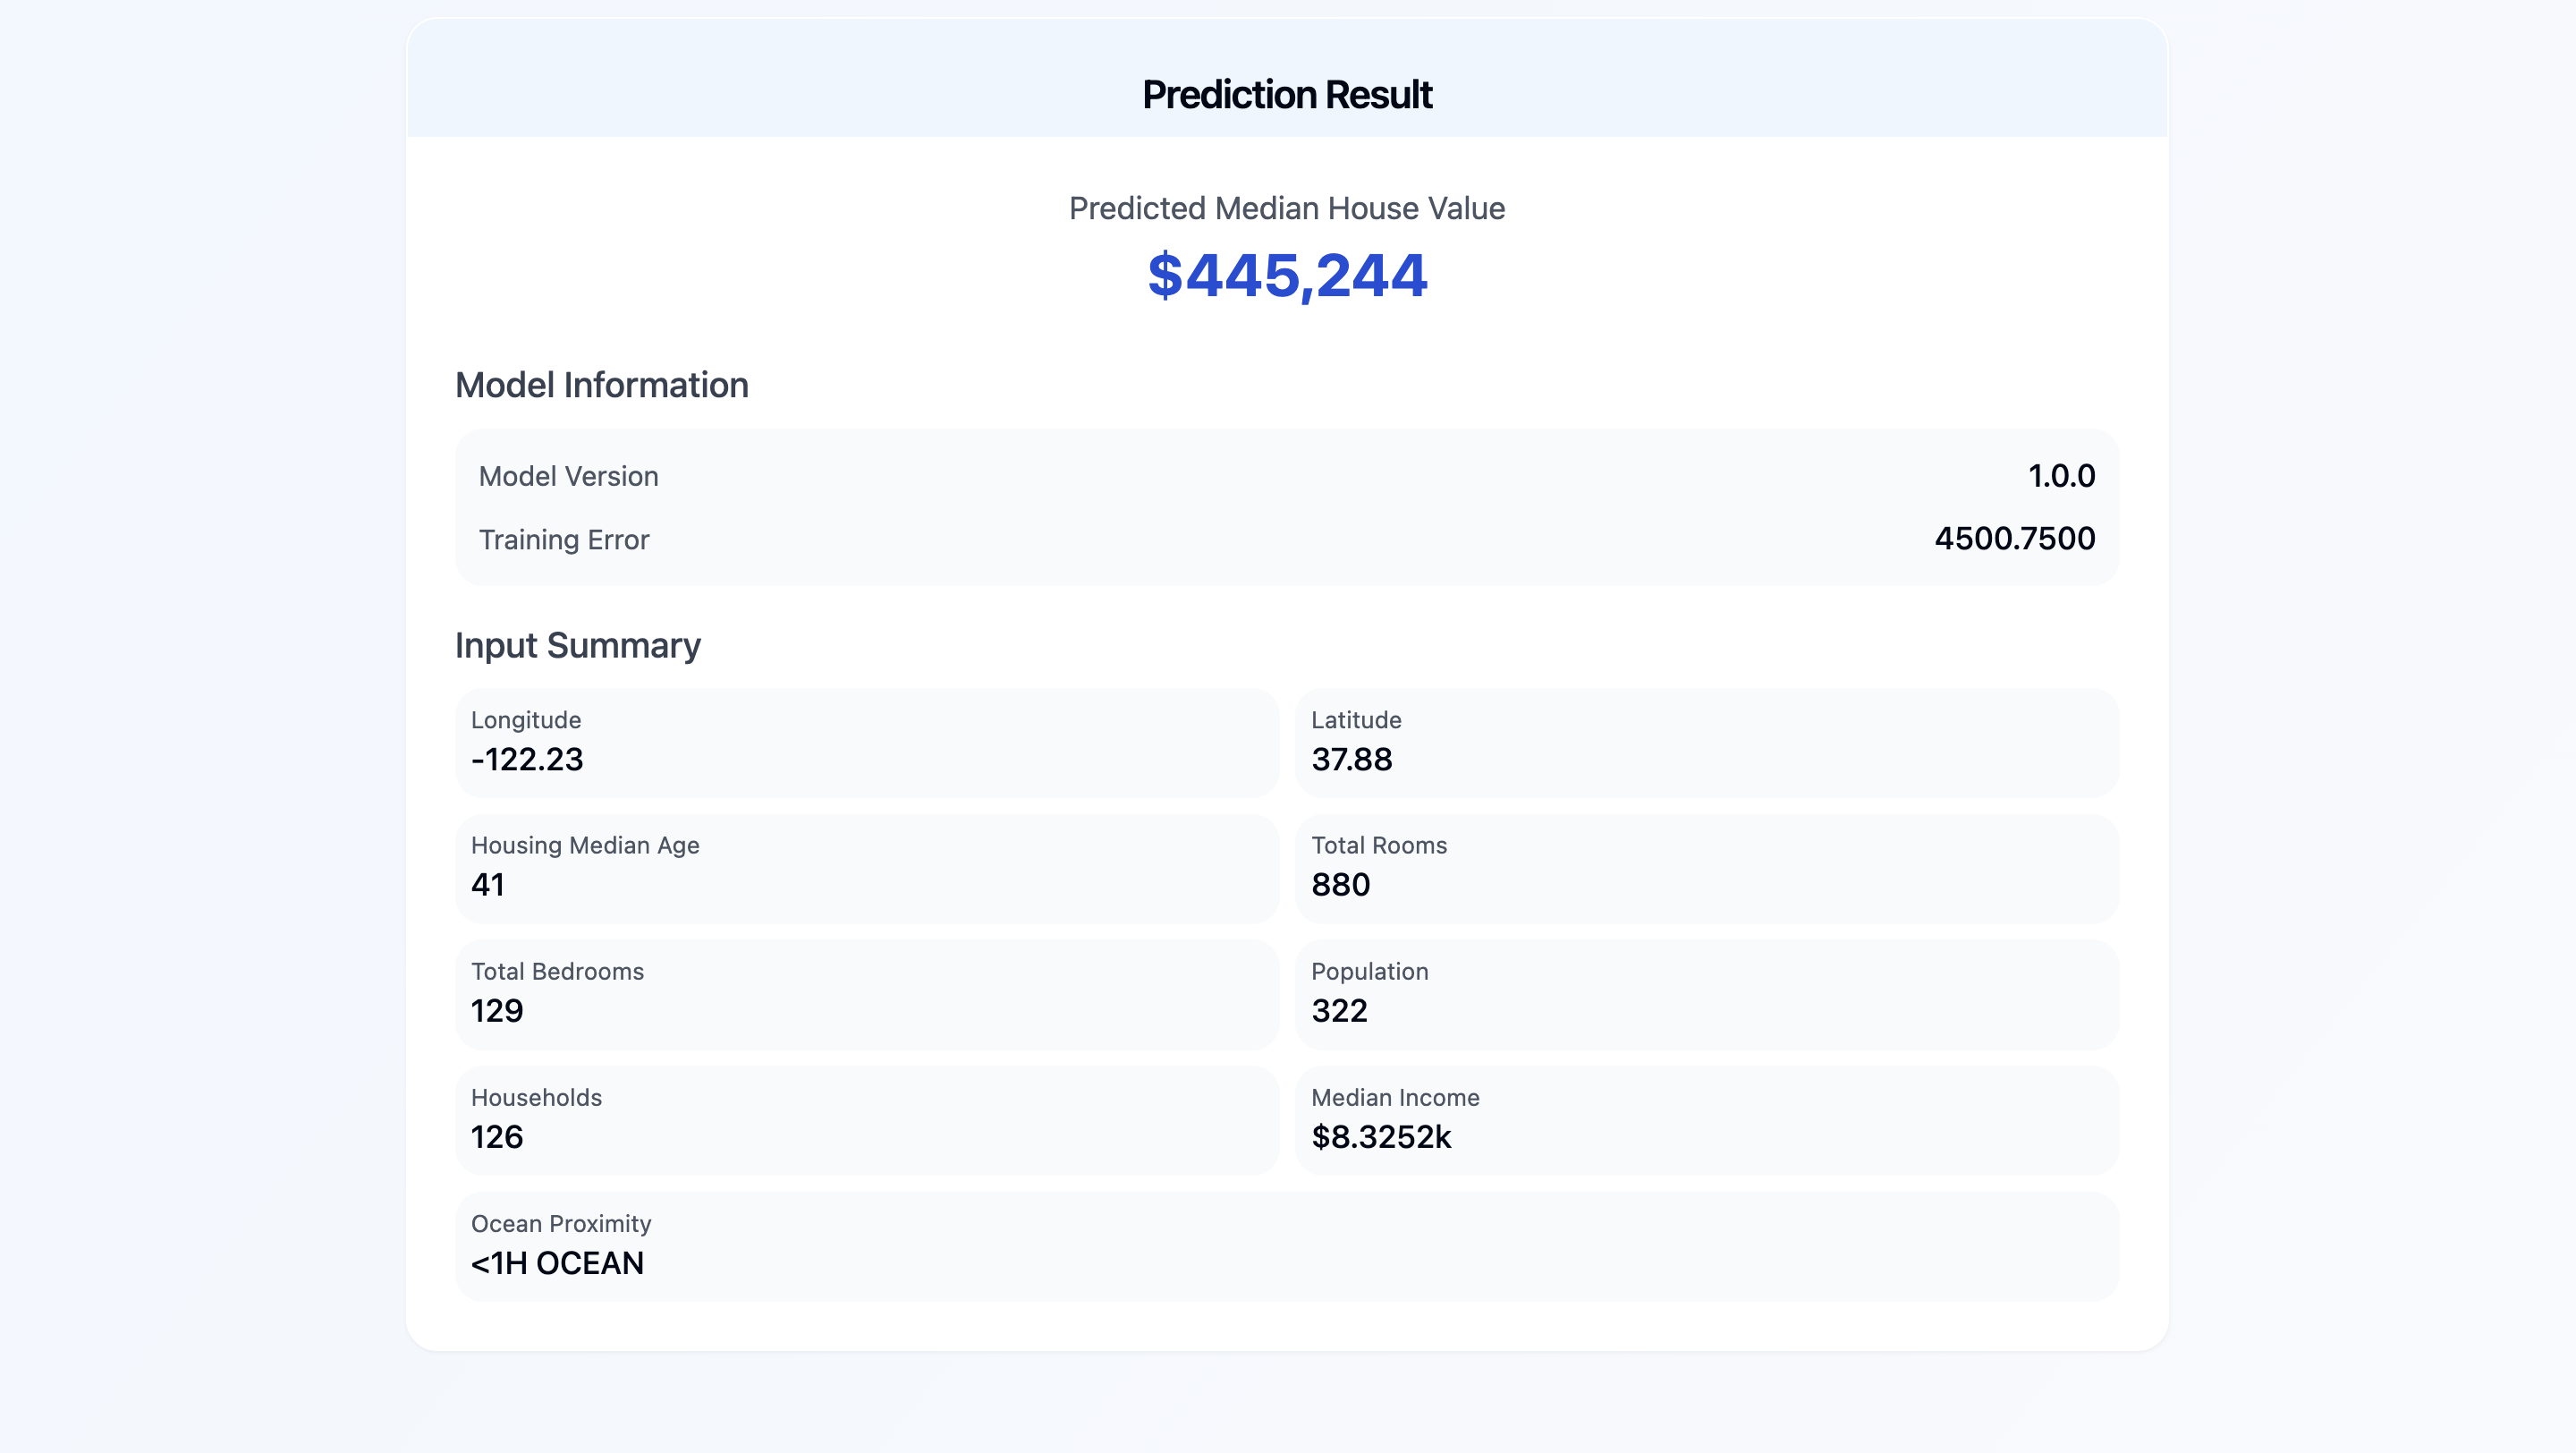 Prediction Result
Predicted Median House Value
$445,244
Model Information
Model Version 1.0.0
Training Error 4500.7500
Input Summary
Longitude
-122.23
Latitude
37.88
Housing Median Age
41
Total Rooms
880
Total Bedrooms
129
Population
322
Households
126
Median Income
$8.3252k
Ocean Proximity
<1H OCEAN